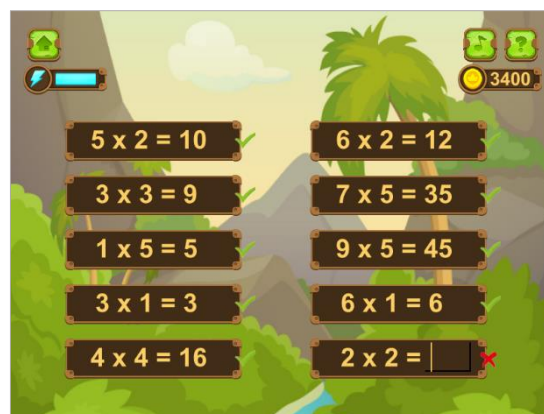 3400
5 x 2 = 10
6 x 2 = 12
3 x 3 = 9
7 x 5 = 35
1 x 5 = 5
9 x 5 = 45
3 x 1 = 3
6 x 1 = 6
4 x 4 = 16
2 x 2 =